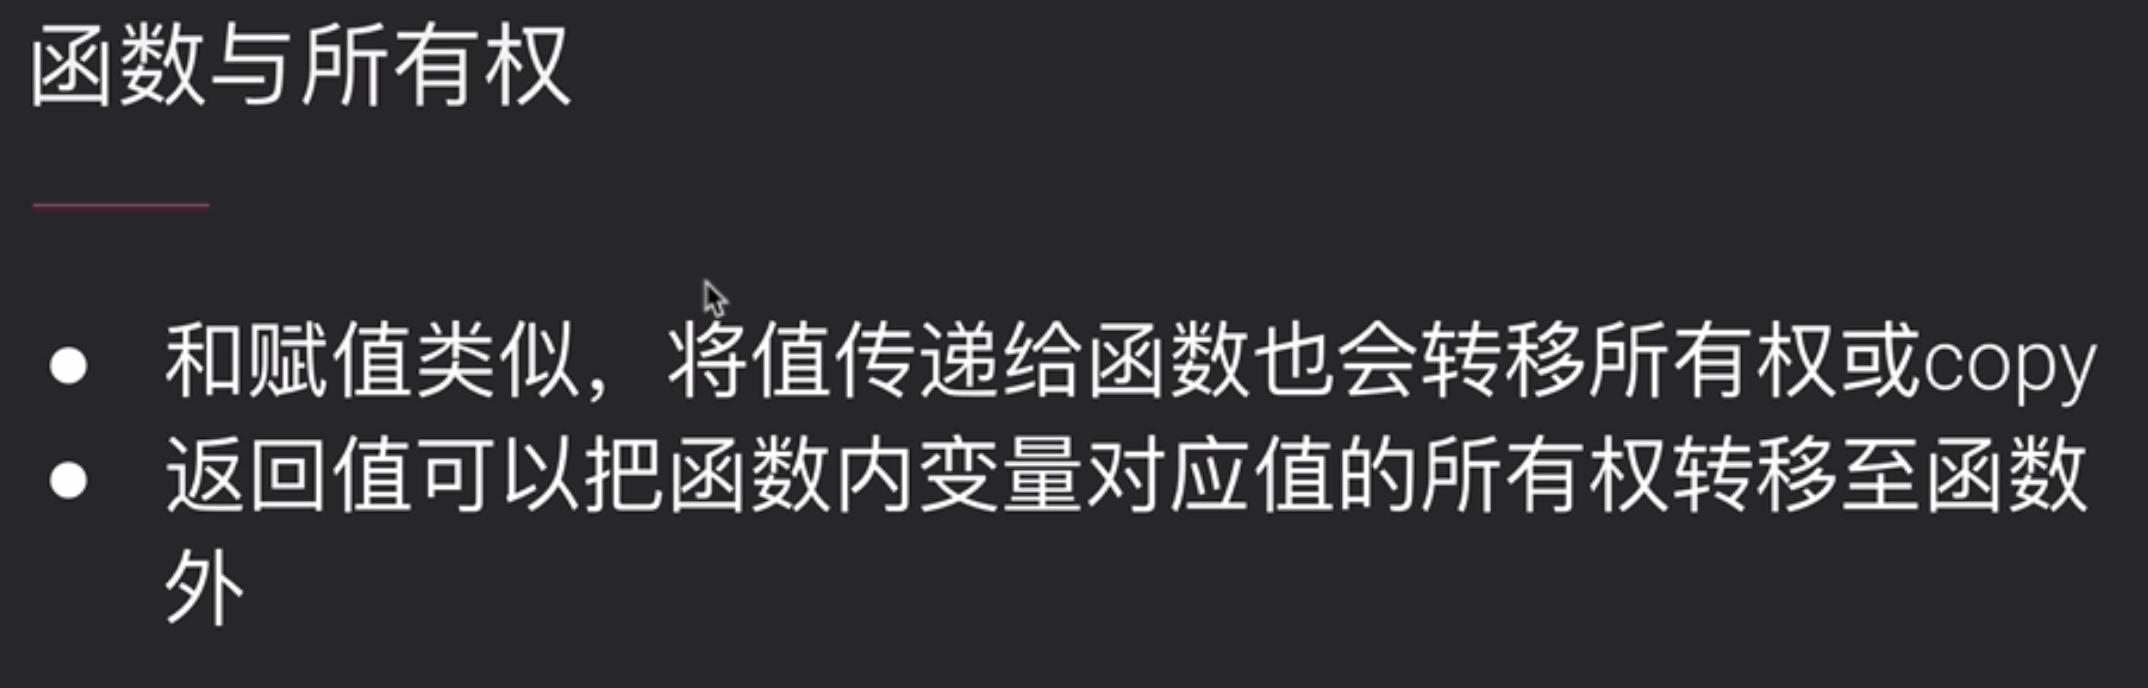 函数与所有权
● 和赋值类似，将值传递给函数也会转移所有权或copy
● 返回值可以把函数内变量对应值的所有权转移至函数
外